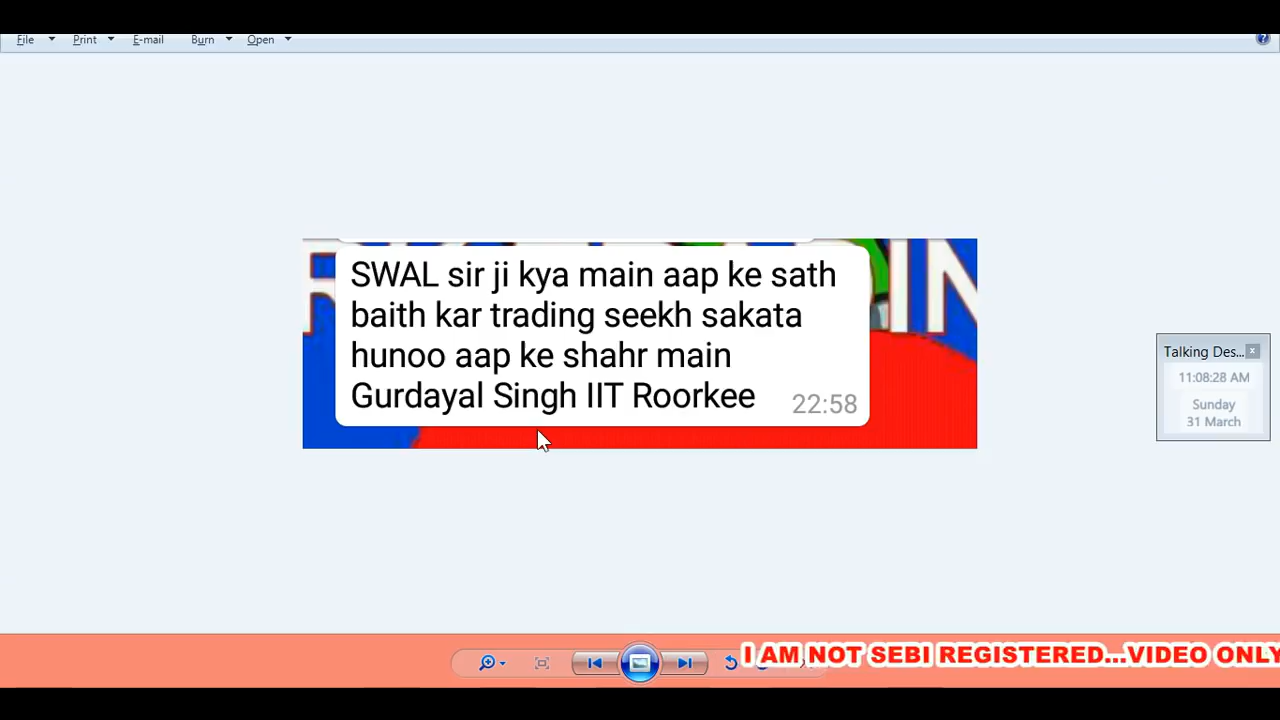 File Print E-mail Burn Open
SWAL sir ji kya main aap ke sath
baith kar trading seekh sakata
hunoo aap ke shahr main
Gurdayal Singh IIT Roorkee 22:58
Talking Des...
11:08:28 AM
Sunday
31 March
I AM NOT SEBI REGISTERED...VIDEO ONLY